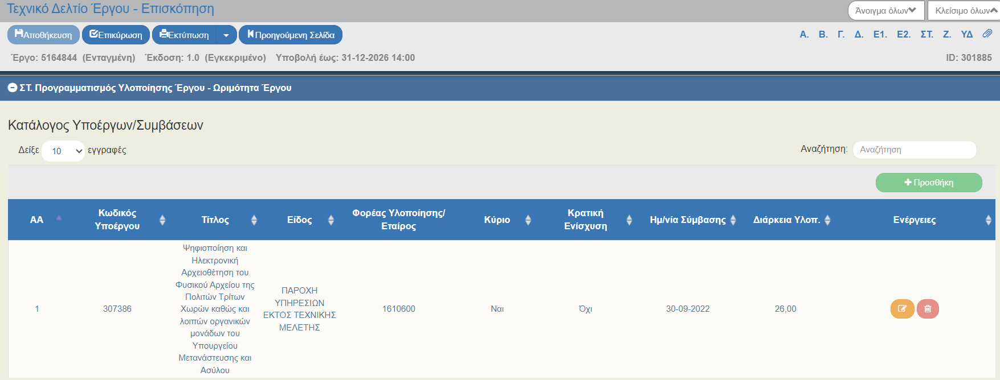 Τεχνικό Δελτίο Έργου - Επισκόπηση
Άνοιγμα όλων
Κλείσιμο όλων
Αποθήκευση
Επικύρωση
Εκτύπωση
Προηγούμενη Σελίδα
Α. Β. Γ. Δ. Ε1. Ε2. ΣΤ. Ζ. ΥΔ
Έργο: 5164844 (Ενταγμένη) Έκδοση: 1.0 (Εγκεκριμένο) Υποβολή έως: 31-12-2026 14:00
ID: 301885
ΣΤ. Προγραμματισμός Υλοποίησης Έργου - Ωριμότητα Έργου
Κατάλογος Υποέργων/Συμβάσεων
Δείξε 10 εγγραφές
Αναζήτηση: Αναζήτηση
Προσθήκη
ΑΑ
Κωδικός
Υποέργου
Τίτλος
Είδος
Φορέας Υλοποίησης/
Εταίρος
Κύριο
Κρατική
Ενίσχυση
Ημ/νία Σύμβασης
Διάρκεια Υλοπ.
Ενέργειες
1
307386
Ψηφιοποίηση και
Ηλεκτρονική
Αρχειοθέτηση του
Φυσικού Αρχείου της
Πολιτών Τρίτων
Χωρών καθώς και
λοιπών οργανικών
μονάδων του
Υπουργείου
Μετανάστευσης και
Ασύλου
ΠΑΡΟΧΗ
ΥΠΗΡΕΣΙΩΝ
ΕΚΤΟΣ ΤΕΧΝΙΚΗΣ
ΜΕΛΕΤΗΣ
1610600
Ναι
Όχι
30-09-2022
26,00